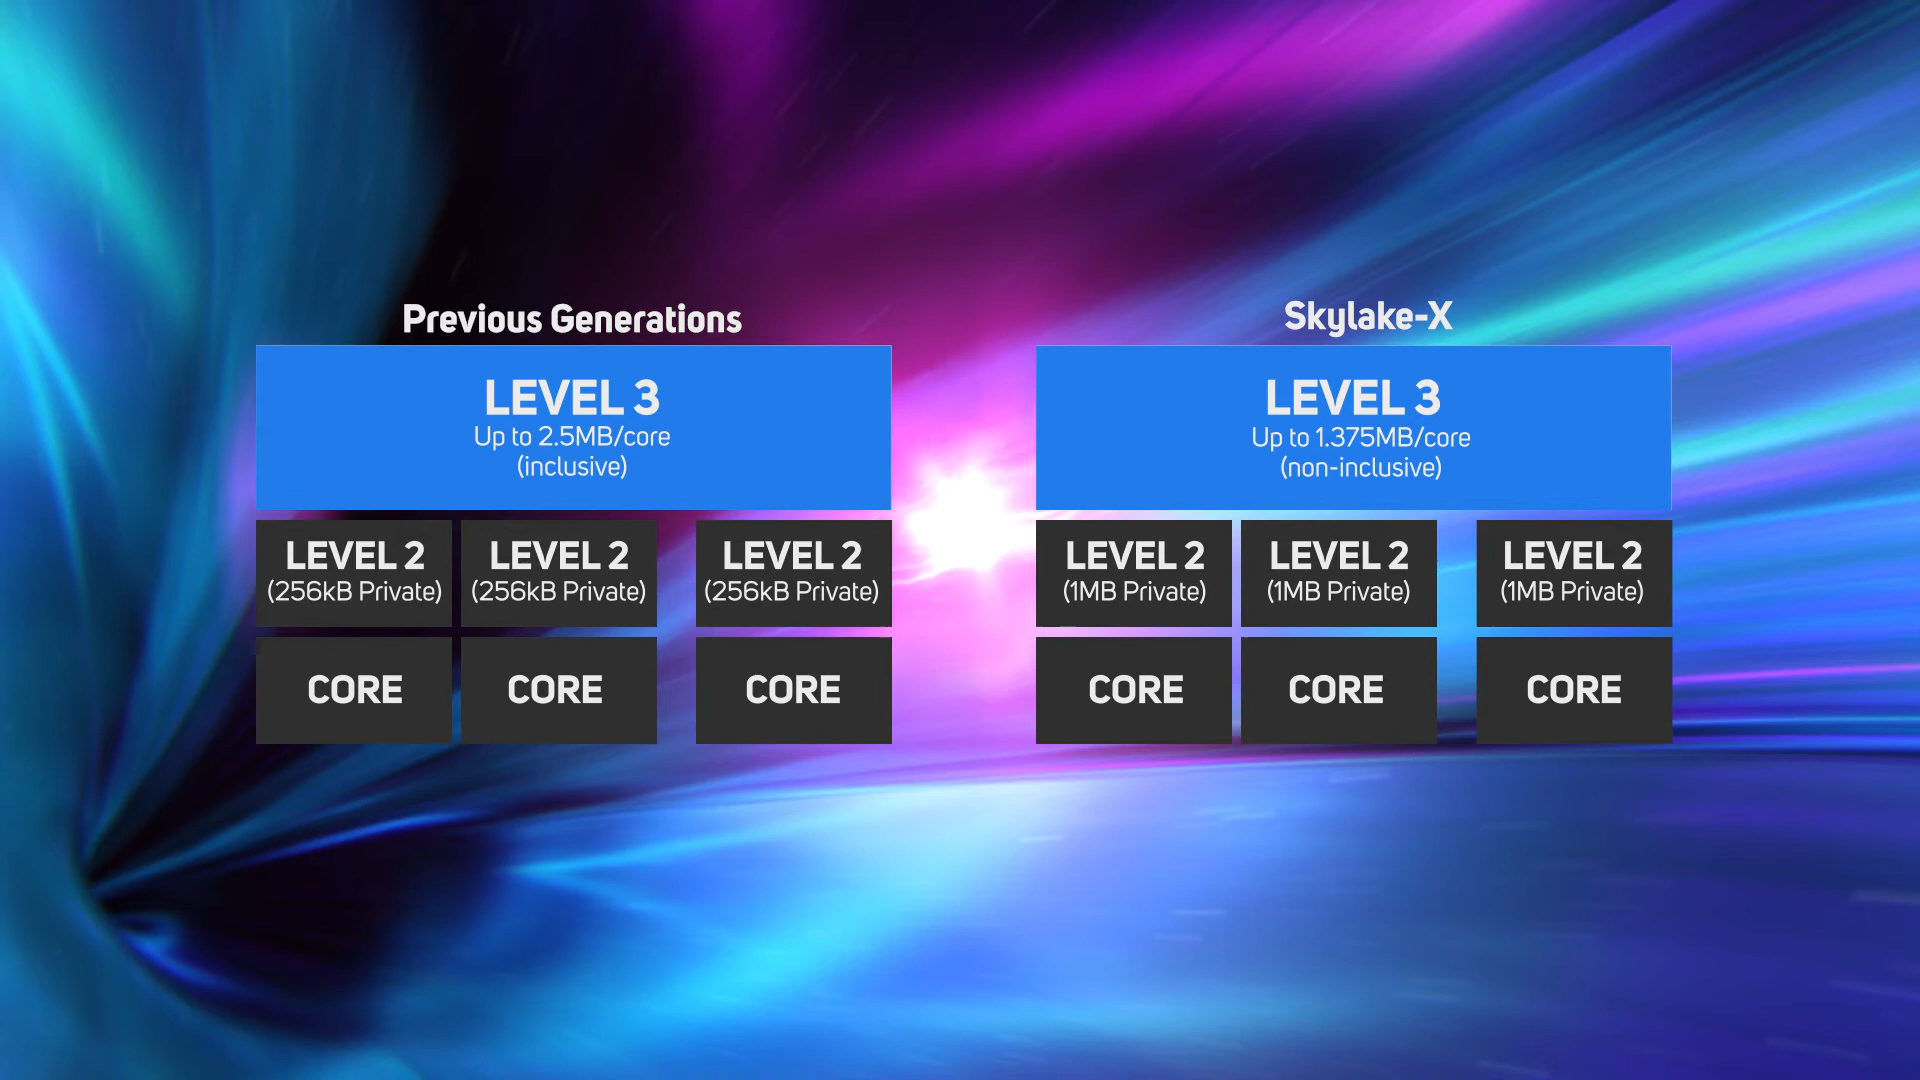 Previous Generations
LEVEL 3
Up to 2.5MB/core
(inclusive)
LEVEL 2
(256kB Private)
LEVEL 2
(256kB Private)
LEVEL 2
(256kB Private)
CORE
CORE
CORE
Skylake-X
LEVEL 3
Up to 1.375MB/core
(non-inclusive)
LEVEL 2
(1MB Private)
LEVEL 2
(1MB Private)
LEVEL 2
(1MB Private)
CORE
CORE
CORE